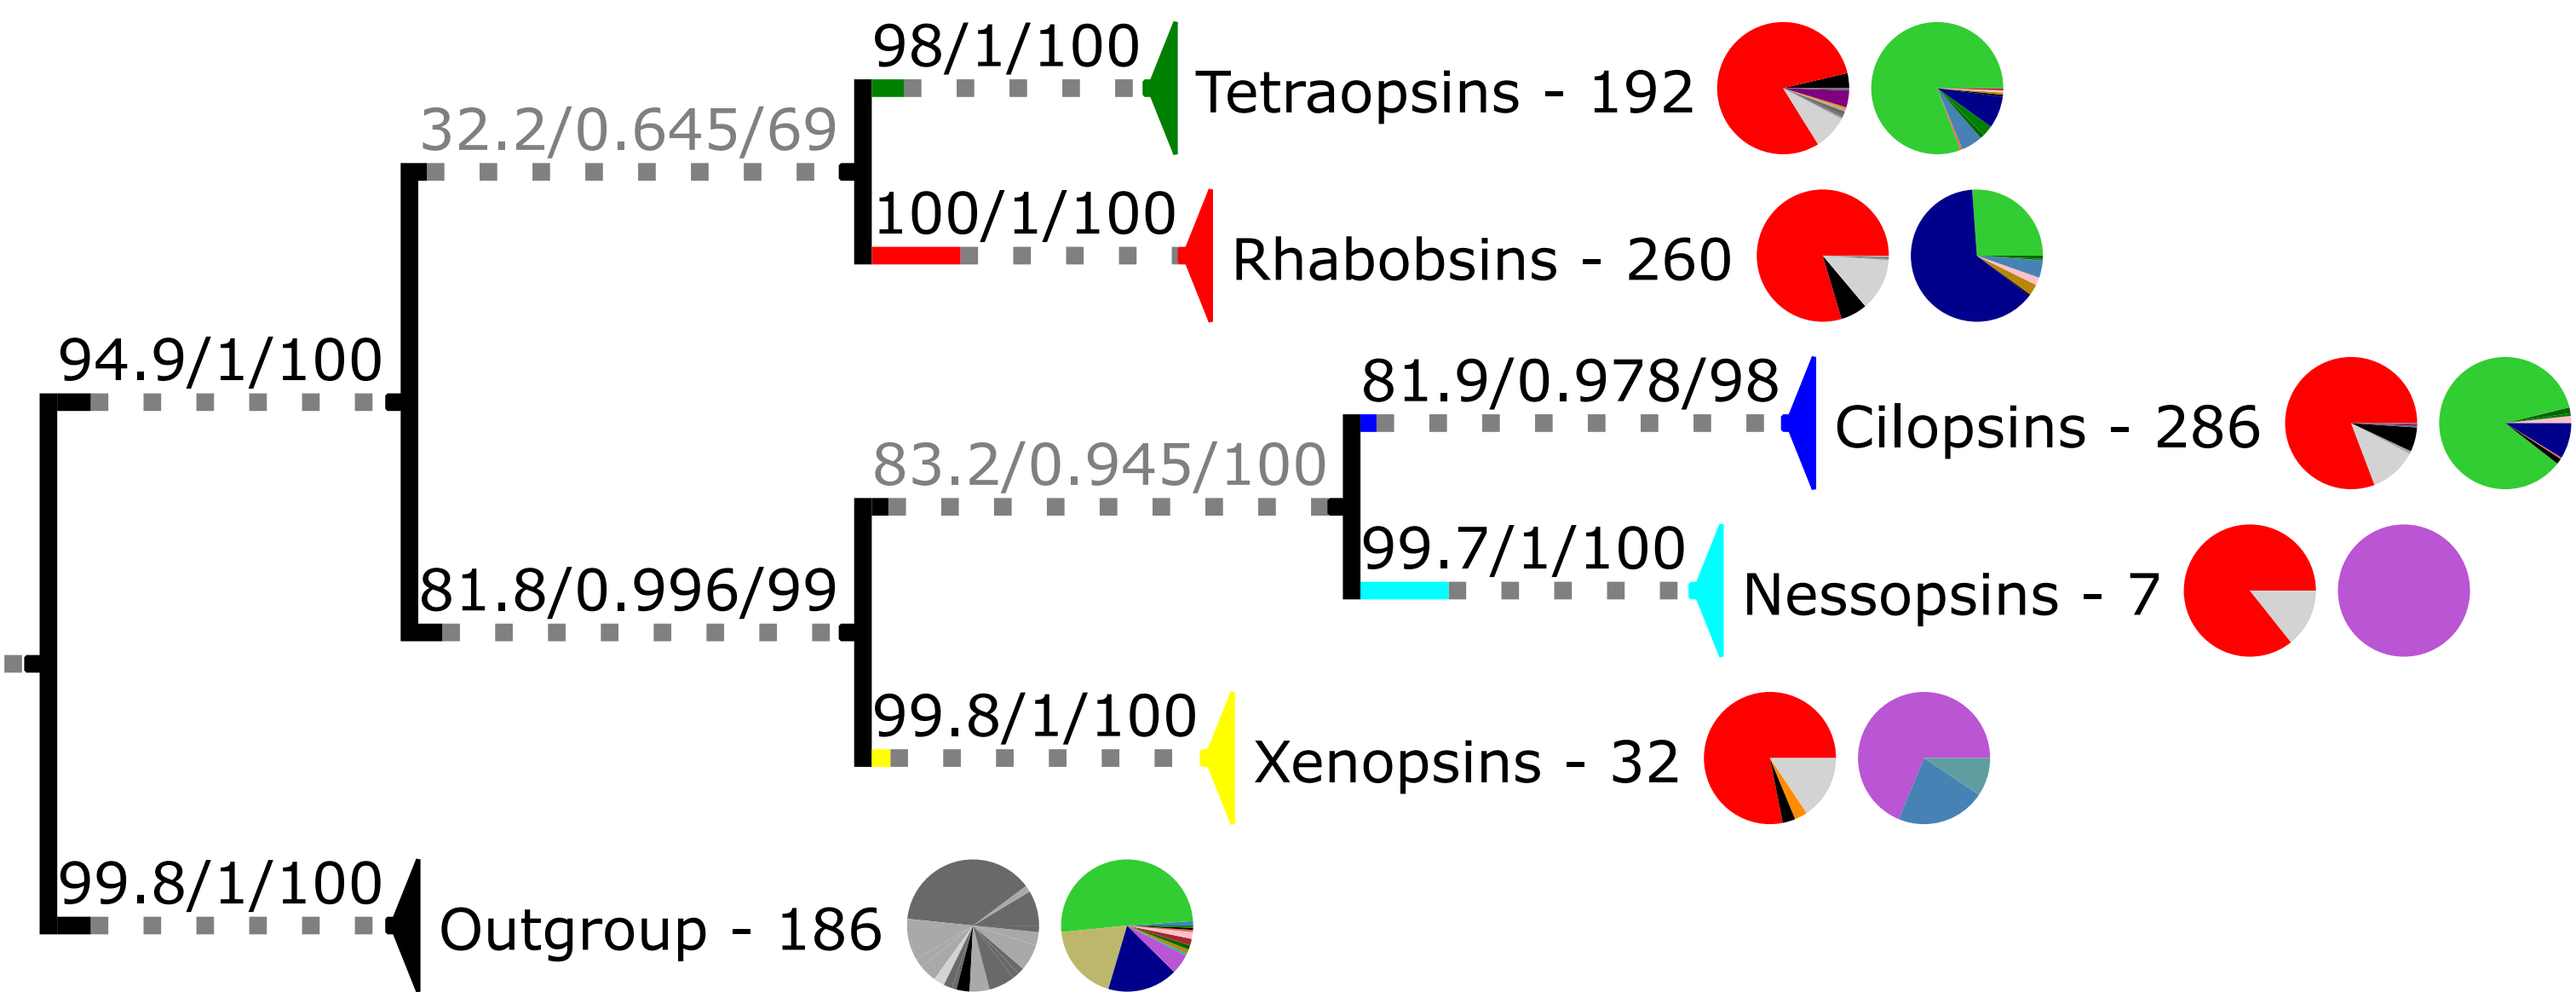 98/1/100
Tetraopsins - 192
32.2/0.645/69
100/1/100
Rhabobsins - 260
94.9/1/100
81.9/0.978/98
Cilopsins - 286
83.2/0.945/100
99.7/1/100
Nessopsins - 7
81.8/0.996/99
99.8/1/100
Xenopsins - 32
99.8/1/100
Outgroup - 186